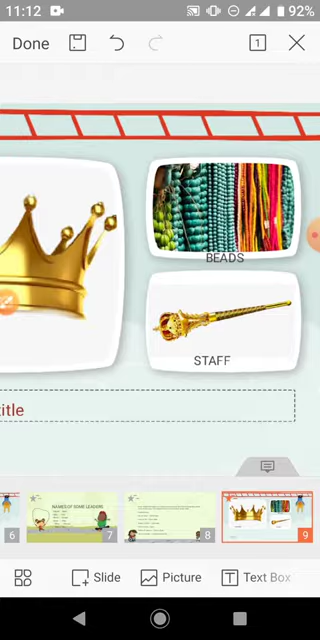 11:12
92%
Done
1
BEADS
STAFF
itle
6
NAMES OF SOME LEADERS
7
8
9
Slide
Picture
Text Box